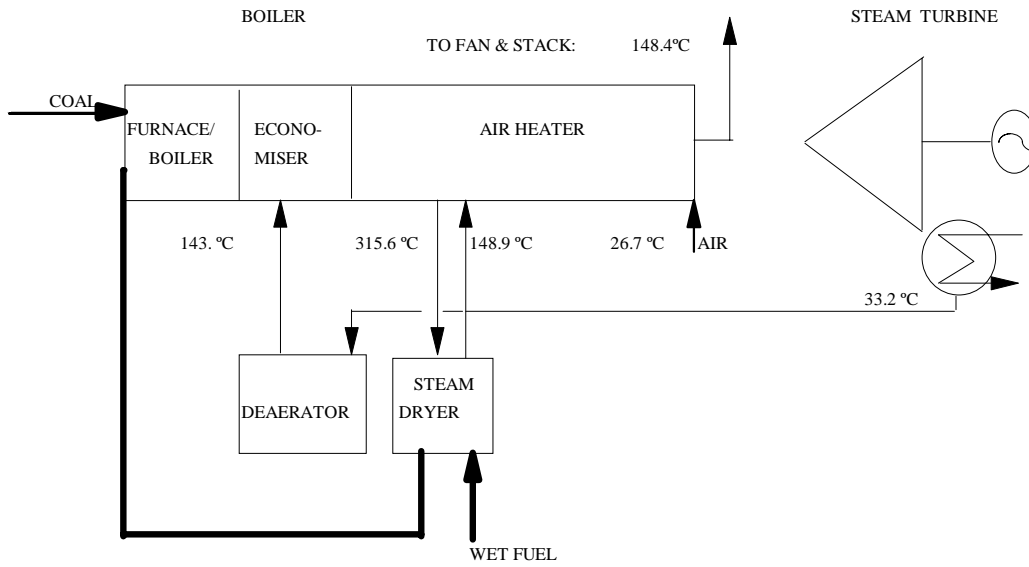 BOILER
STEAM TURBINE
TO FAN & STACK: 148.4ºC
COAL
FURNACE/
BOILER
ECONO-
MISER
AIR HEATER
143. ºC
315.6 ºC
148.9 ºC
26.7 ºC
AIR
33.2 ºC
DEAERATOR
STEAM
DRYER
WET FUEL